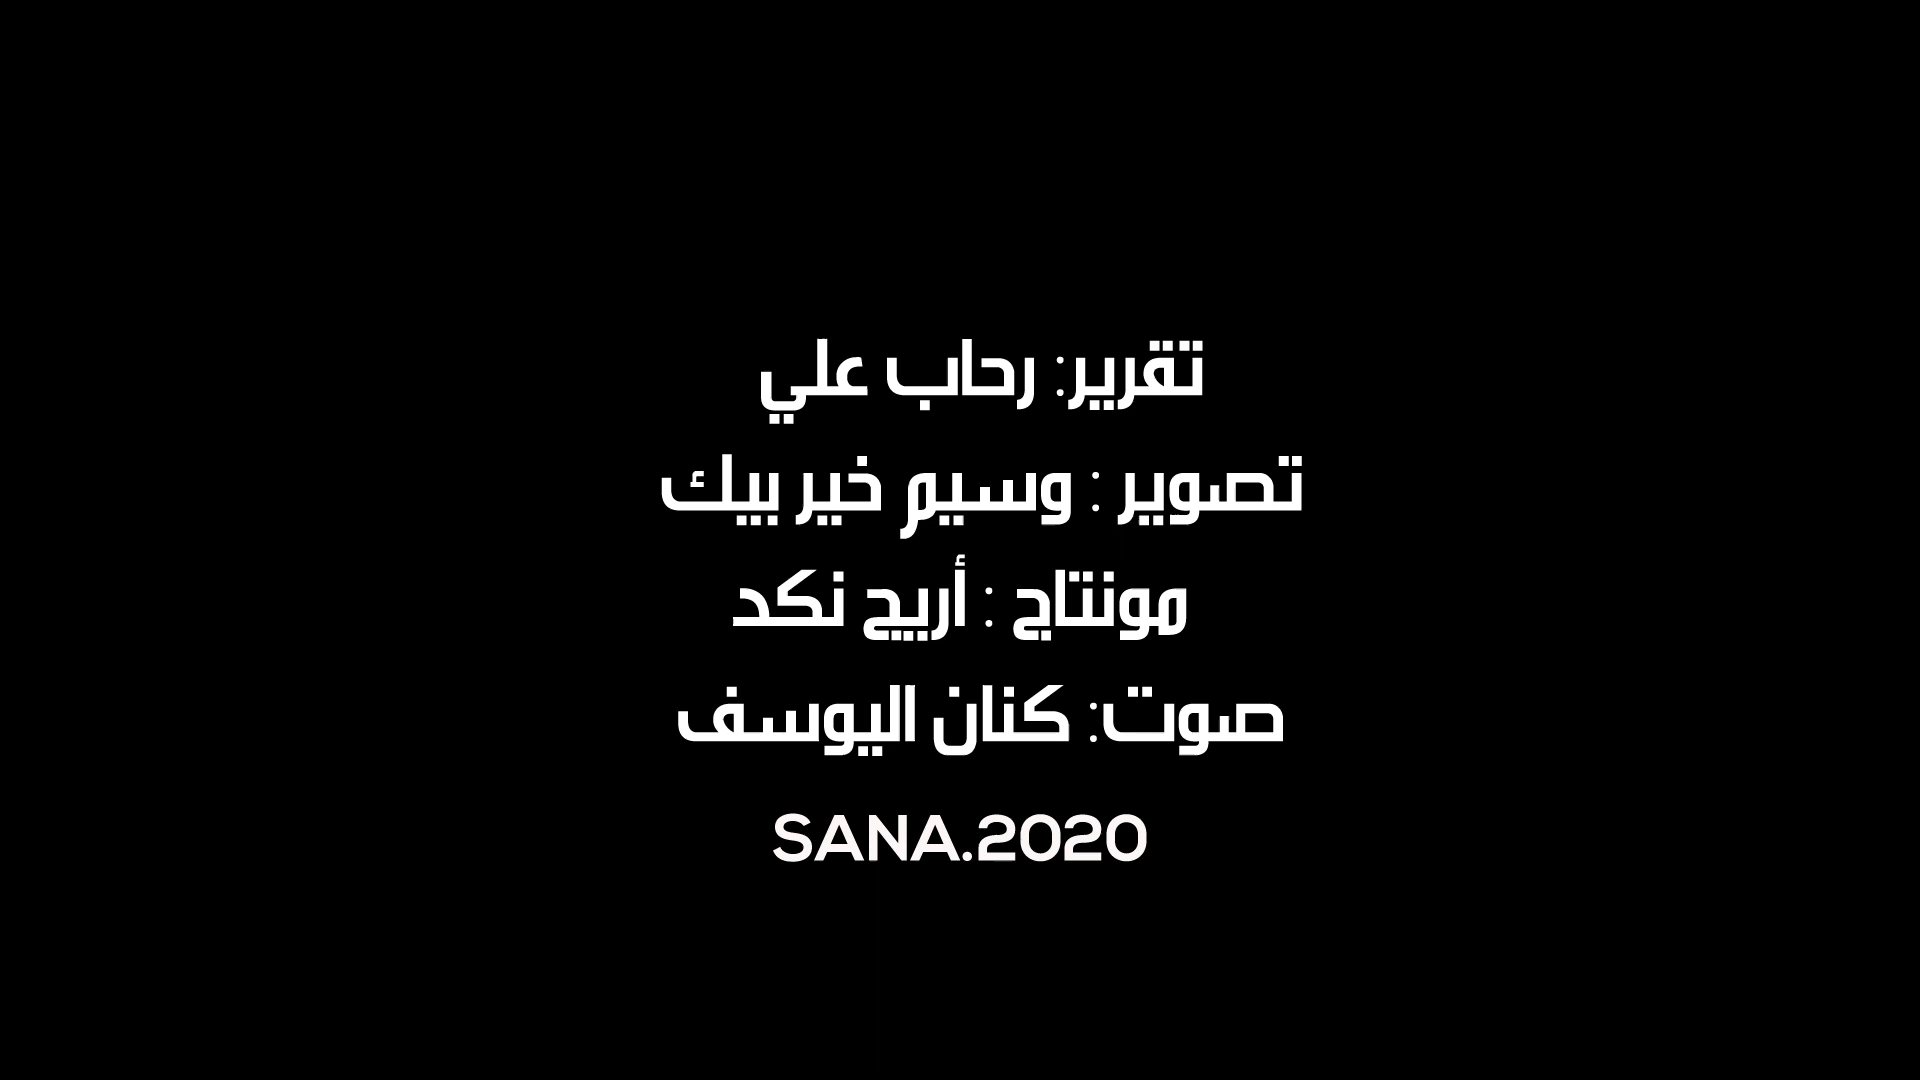 تقرير: رحاب علي
تصوير : وسيم خير بيك
مونتاج : أريج نكد
صوت: كنان اليوسف
SANA.2020